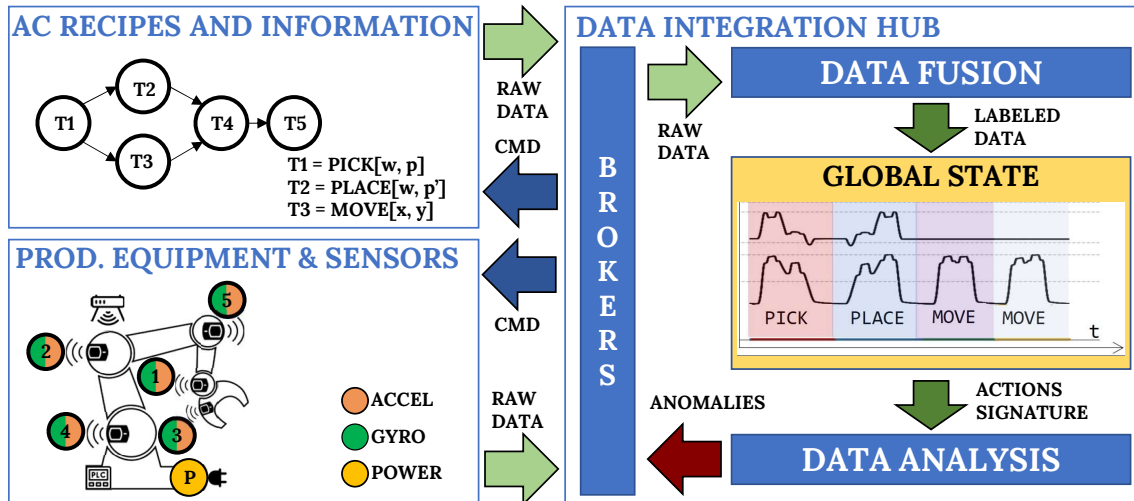 AC RECIPES AND INFORMATION
T1
T2
T3
T4
T5
T1 = PICK[w, p]
T2 = PLACE[w, p']
T3 = MOVE[x, y]
RAW
DATA
CMD
PROD. EQUIPMENT & SENSORS
5
2
1
4
3
PLC
P
ACCEL
GYRO
POWER
CMD
RAW
DATA
DATA INTEGRATION HUB
BROKERS
RAW
DATA
DATA FUSION
LABELED
DATA
GLOBAL STATE
PICK
PLACE
MOVE
MOVE
t
ACTIONS
SIGNATURE
ANOMALIES
DATA ANALYSIS